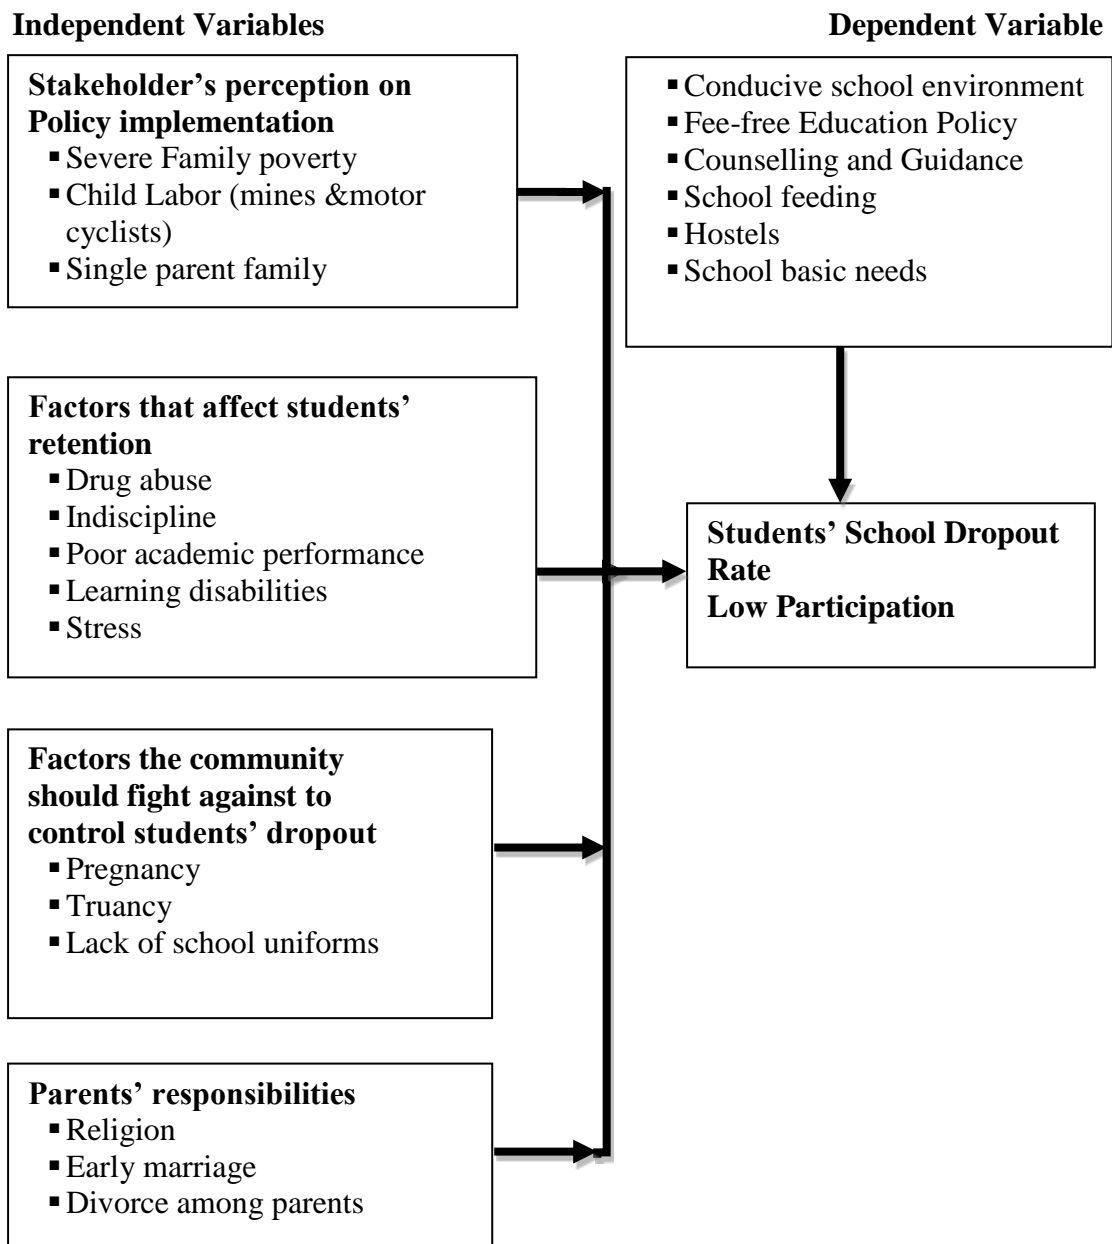 Independent Variables
Dependent Variable
Stakeholder’s perception on
Policy implementation
▪ Severe Family poverty
▪ Child Labor (mines &motor
cyclists)
▪ Single parent family
▪ Conducive school environment
▪ Fee-free Education Policy
▪ Counselling and Guidance
▪ School feeding
▪ Hostels
▪ School basic needs
Factors that affect students’
retention
▪ Drug abuse
▪ Indiscipline
▪ Poor academic performance
▪ Learning disabilities
▪ Stress
Students’ School Dropout
Rate
Low Participation
Factors the community
should fight against to
control students’ dropout
▪ Pregnancy
▪ Truancy
▪ Lack of school uniforms
Parents’ responsibilities
▪ Religion
▪ Early marriage
▪ Divorce among parents